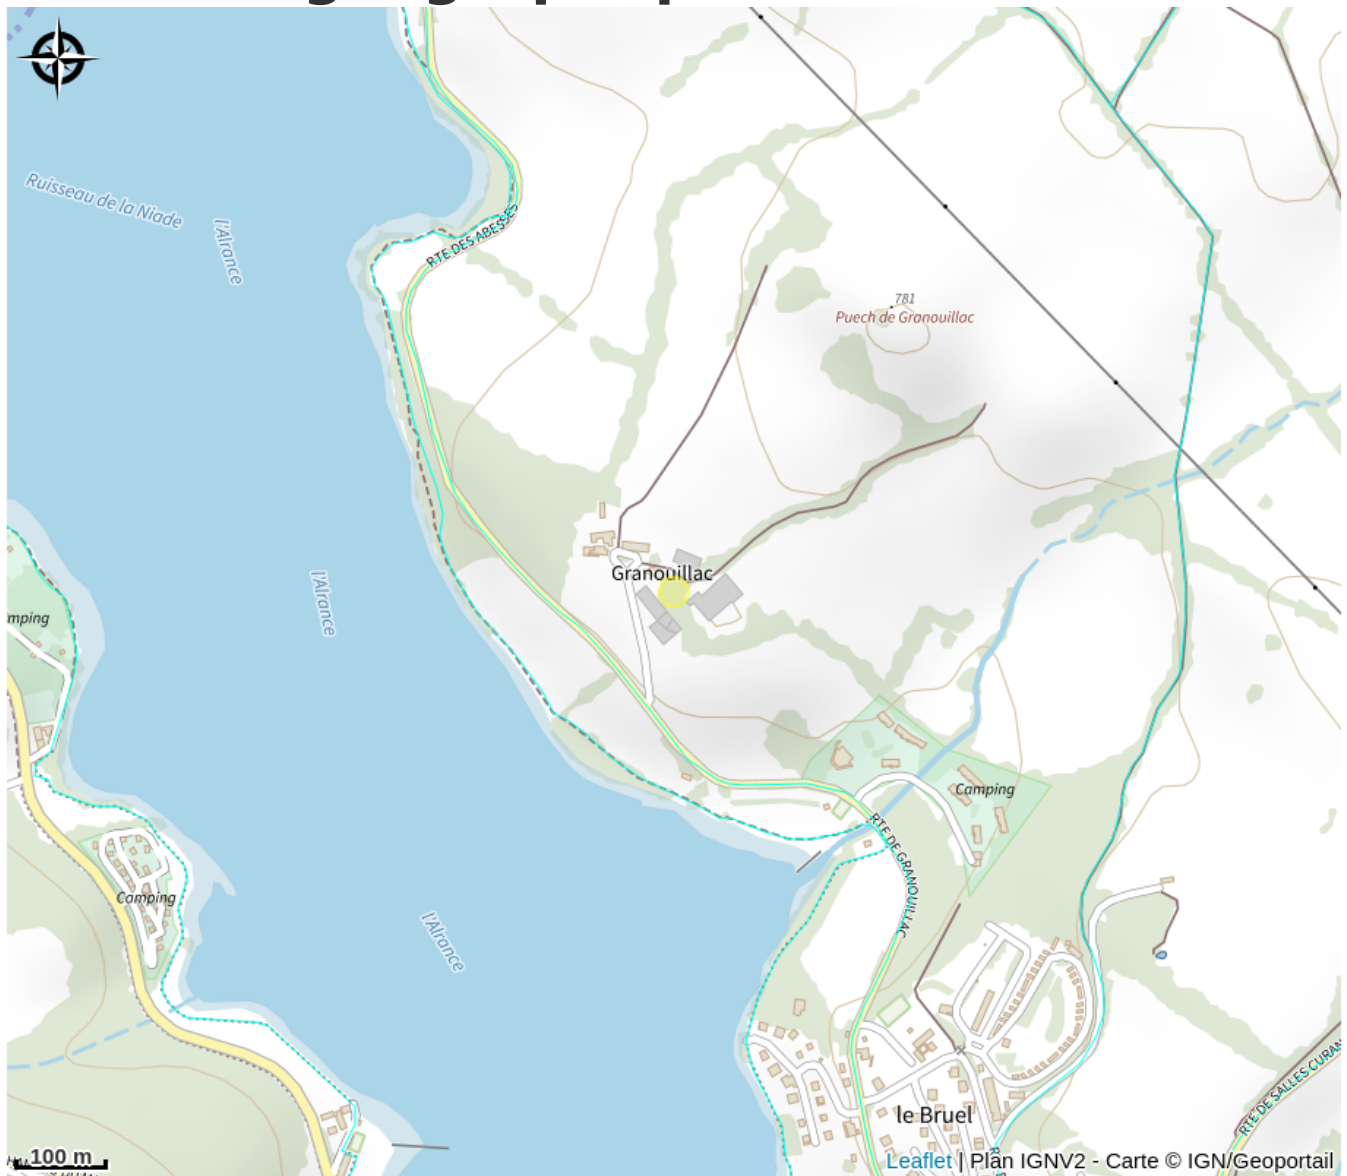 Ruisseau de la Niade
l'Alrance
RTE DES ABESSES
781
Puech de Granouillac
Granouillac
l'Alrance
mping
Camping
RTE DE GRANOUILLAC
Camping
l'Alrance
RTE DE SALLES CURAN
le Bruel
100 m
Leaflet | Plan IGNV2 - Carte © IGN/Geoportail